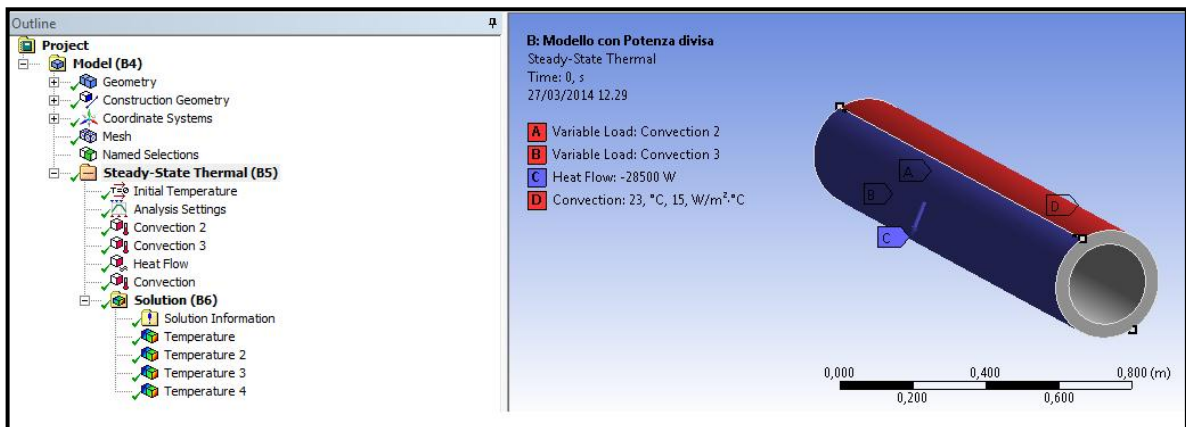 Outline
Project
Model (B4)
Geometry
Construction Geometry
Coordinate Systems
Mesh
Named Selections
Steady-State Thermal (B5)
Initial Temperature
Analysis Settings
Convection 2
Convection 3
Heat Flow
Convection
Solution (B6)
Solution Information
Temperature
Temperature 2
Temperature 3
Temperature 4
B: Modello con Potenza divisa
Steady-State Thermal
Time: 0, s
27/03/2014 12.29
A Variable Load: Convection 2
B Variable Load: Convection 3
C Heat Flow: -28500 W
D Convection: 23, °C, 15, W/m²·°C
A
B
C
D
0,000 0,400 0,800 (m)
0,200 0,600